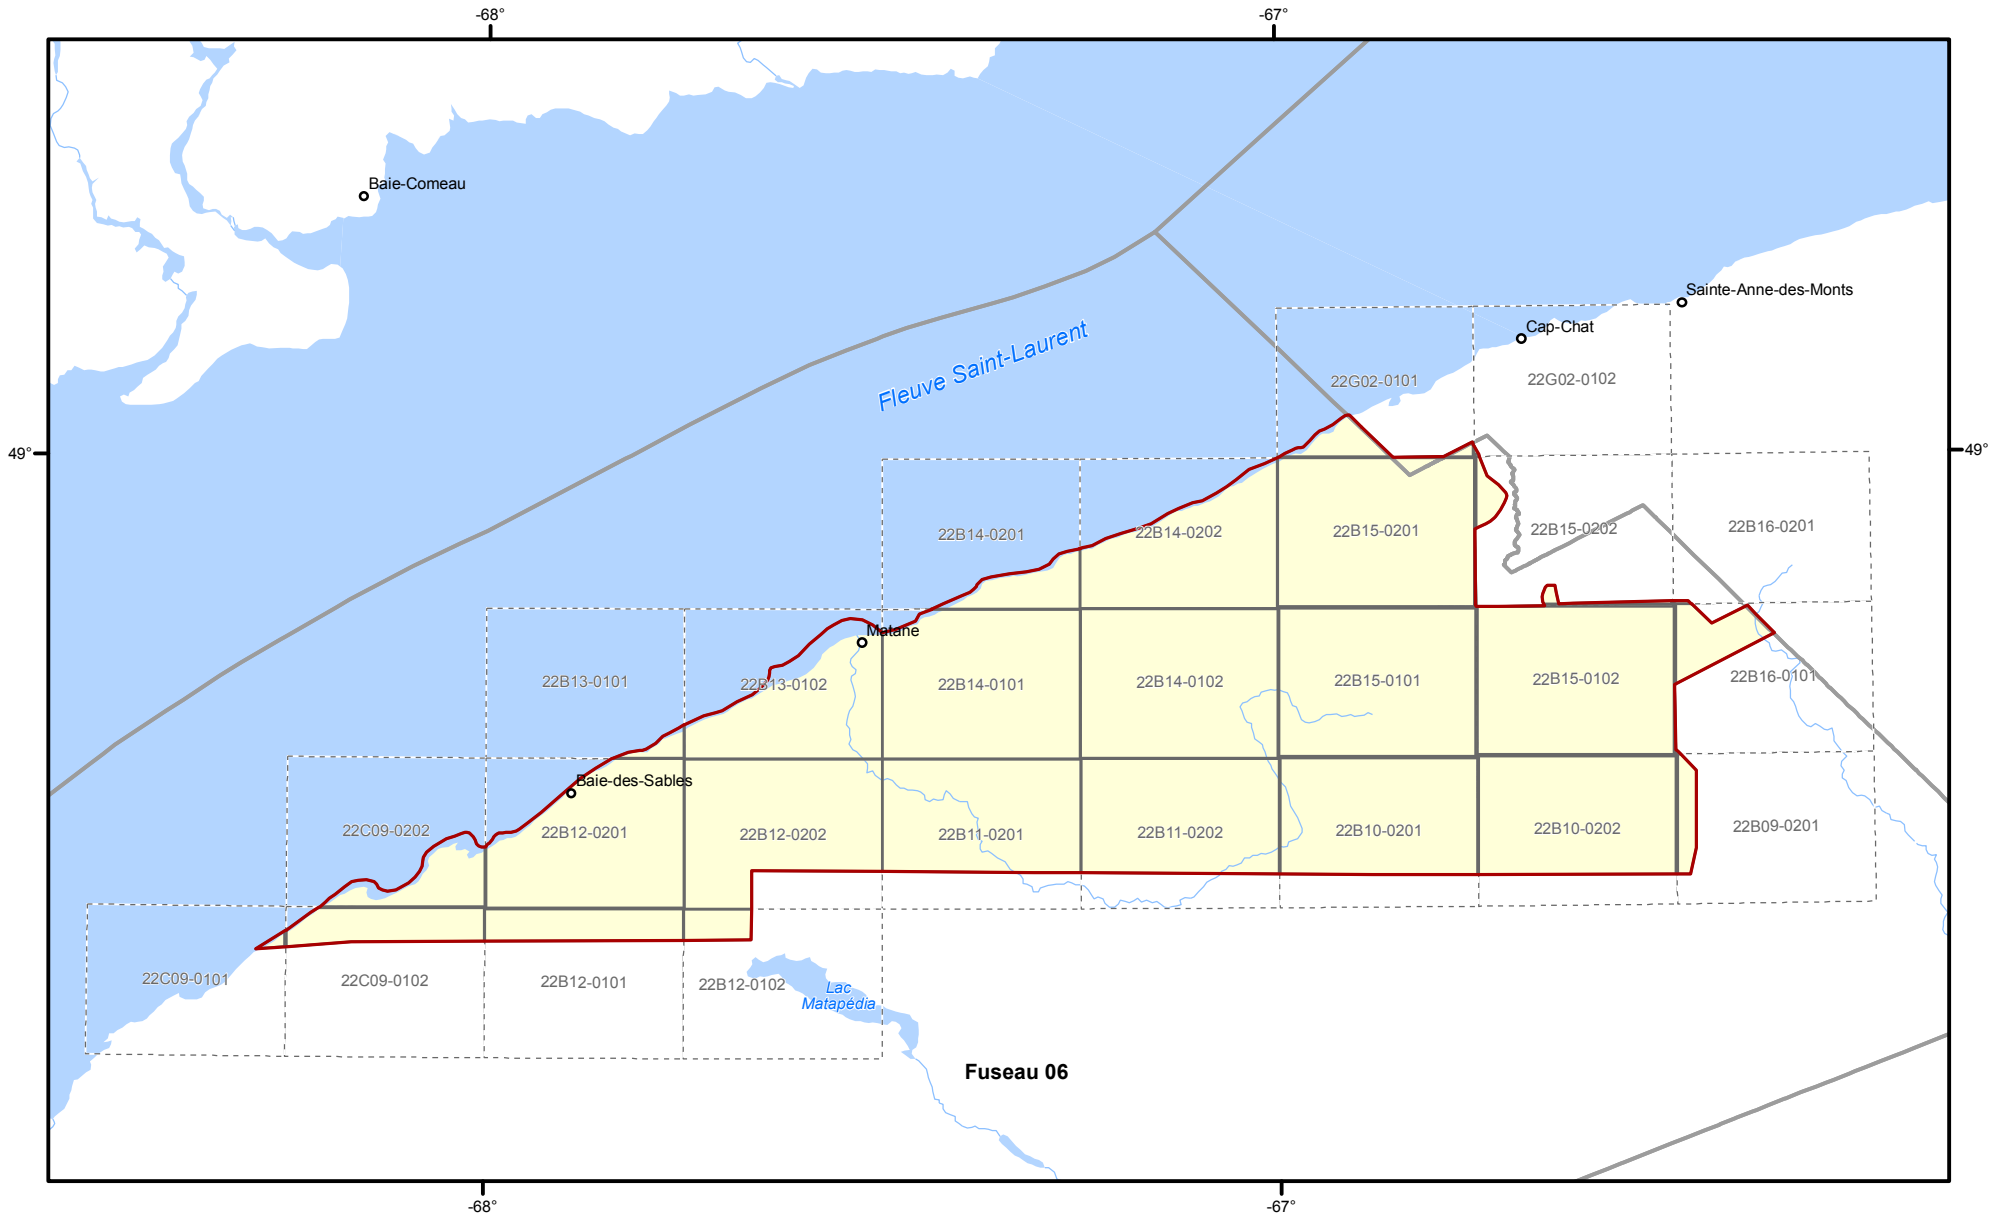 -68°
-67°
Baie-Comeau
Sainte-Anne-des-Monts
Cap-Chat
Fleuve Saint-Laurent
22G02-0101
22G02-0102
49°
49°
22B14-0201
22B14-0202
22B15-0201
22B15-0202
22B16-0201
Matane
22B13-0101
22B13-0102
22B14-0101
22B14-0102
22B15-0101
22B15-0102
22B16-0101
Baie-des-Sables
22C09-0202
22B12-0201
22B12-0202
22B11-0201
22B11-0202
22B10-0201
22B10-0202
22B09-0201
22C09-0101
22C09-0102
22B12-0101
22B12-0102
Lac
Matapédia
Fuseau 06
-68°
-67°